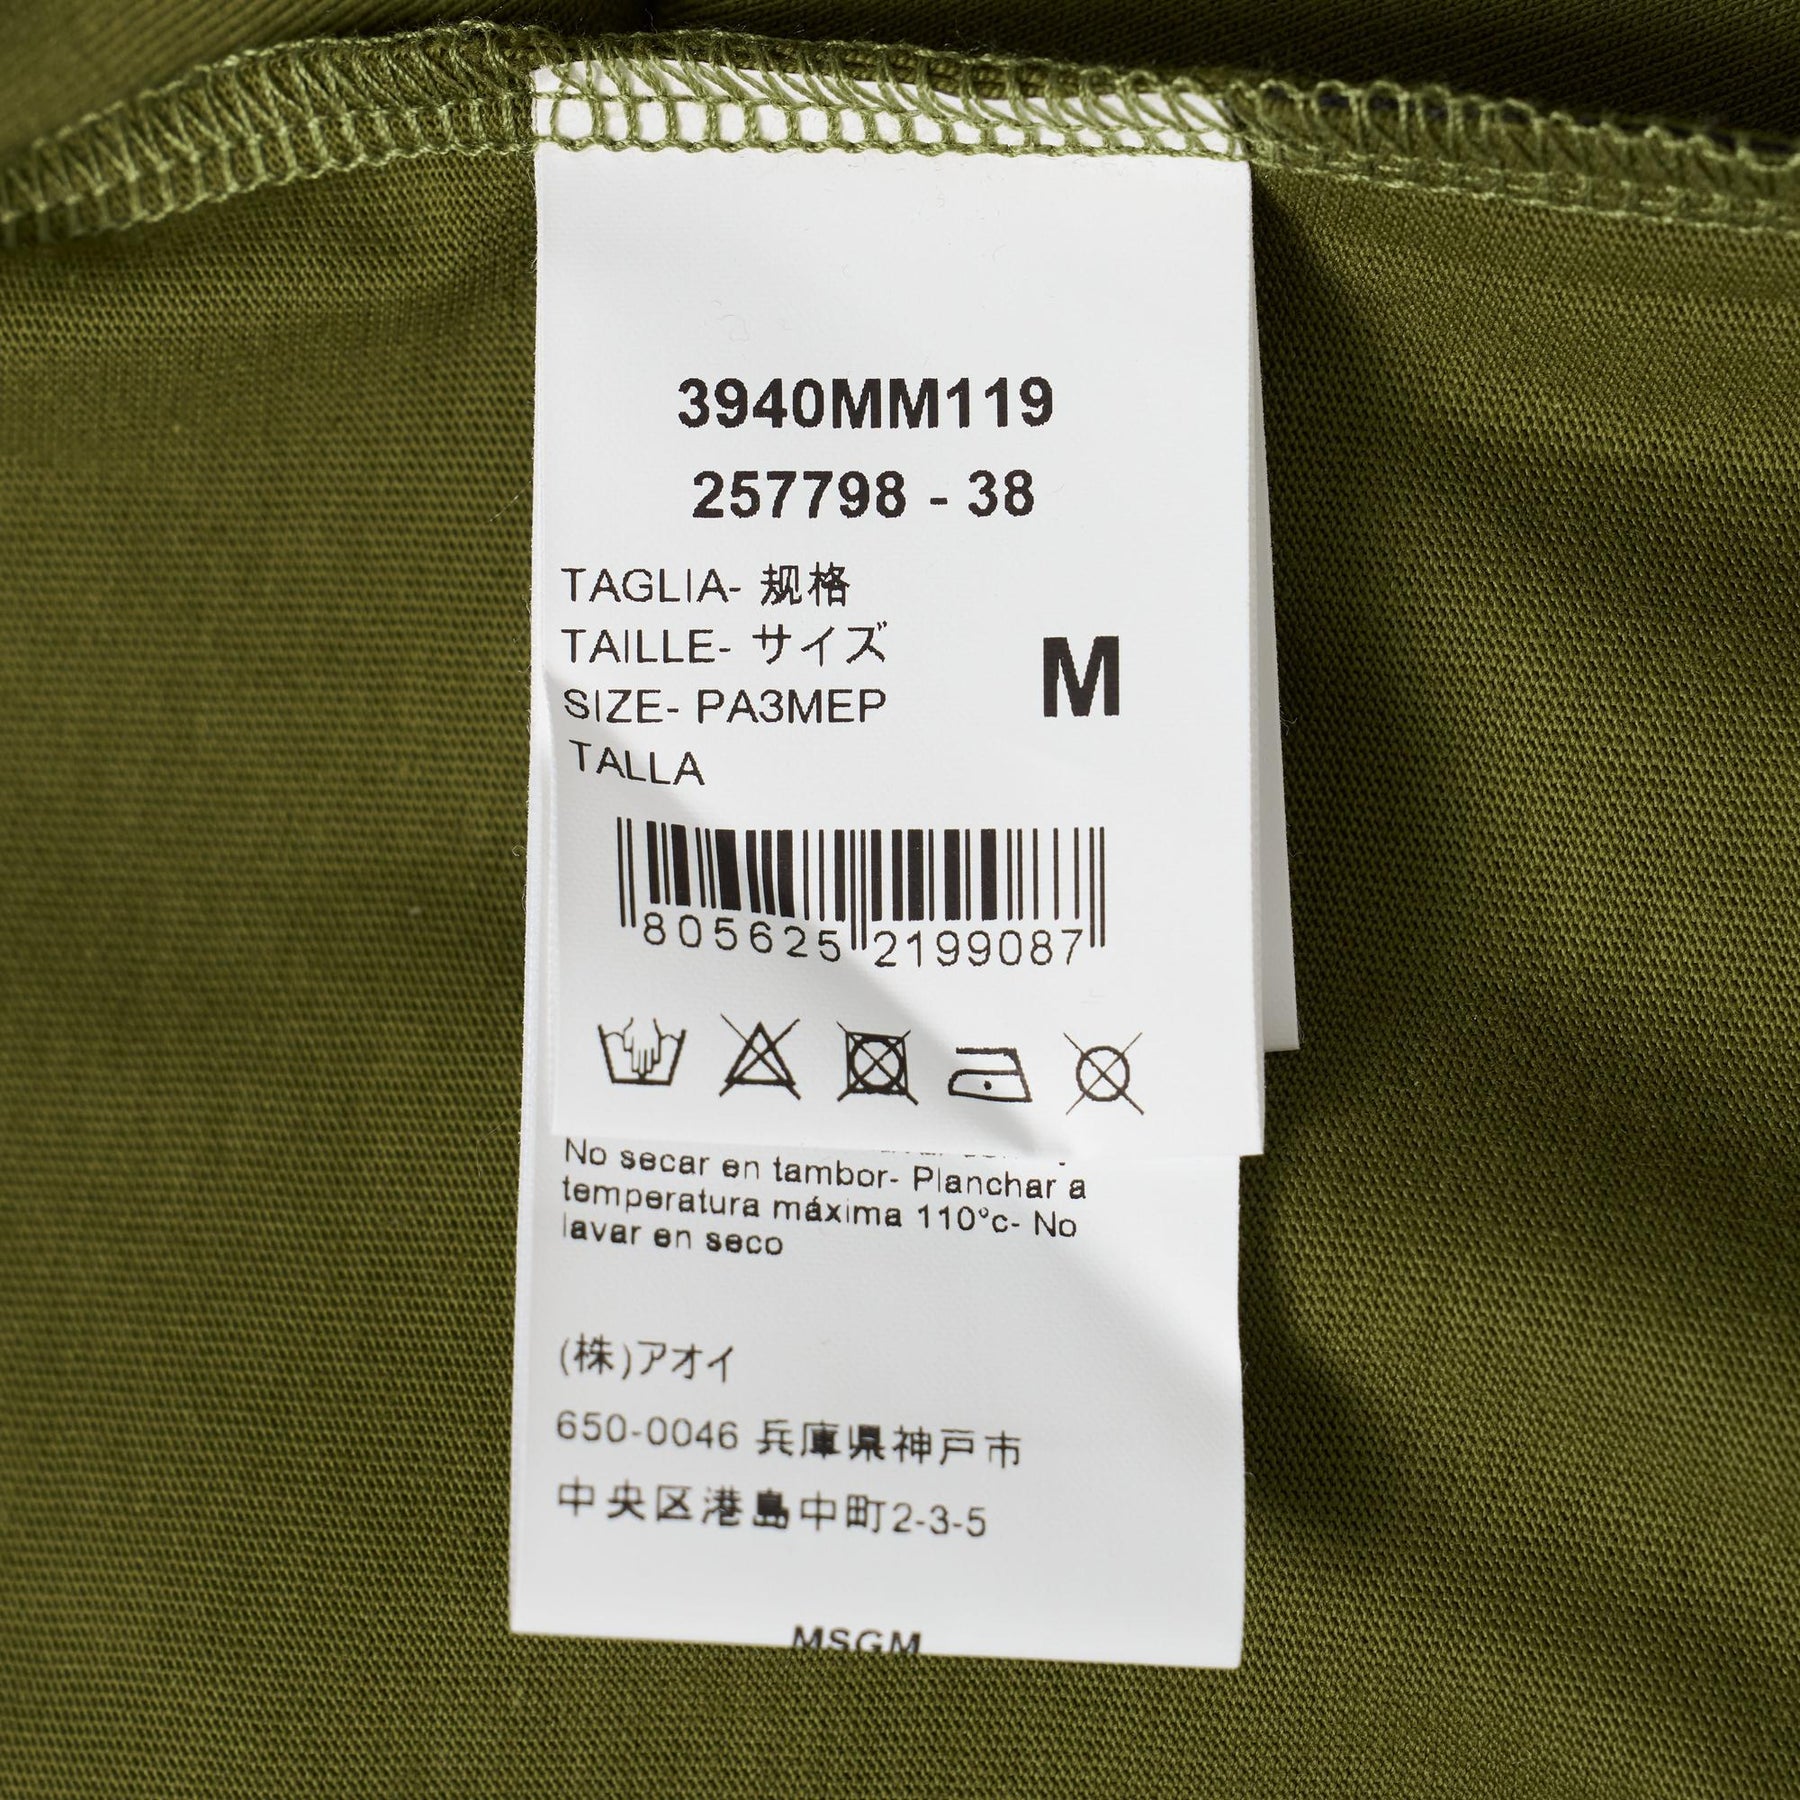 3940MM119
257798 - 38
TAGLIA- 规格
TAILLE- サイズ
SIZE- РАЗМЕР
TALLA
M
805625 2199087
No secar en tambor- Planchar a
temperatura máxima 110°c- No
lavar en seco
(株)アオイ
650-0046 兵庫県神戸市
中央区港島中町2-3-5
MSGM